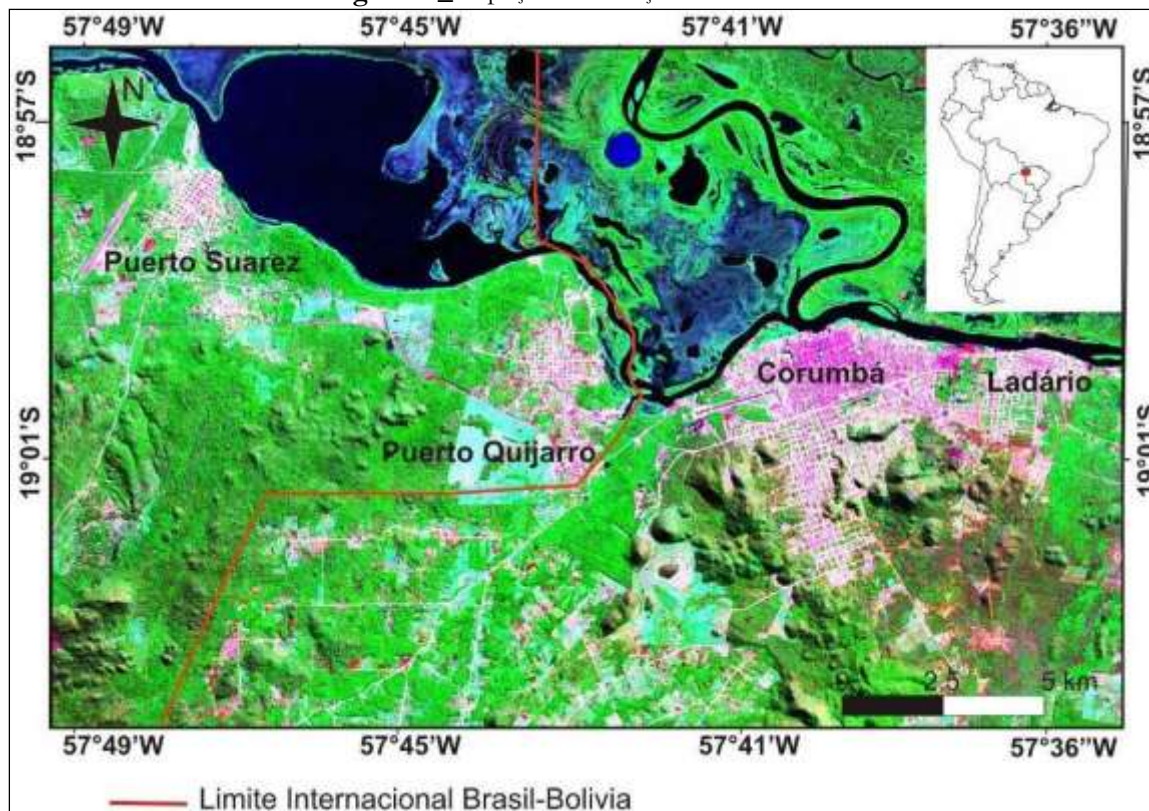 57°49'W 57°45'W 57°41'W 57°36''W
N
18°57'S
18°57'S
Puerto Suarez
Corumbá
Ladário
Puerto Quijarro
19°01'S
19°01'S
2,5 5 km
57°49'W 57°45'W 57°41'W 57°36''W
Limite Internacional Brasil-Bolivia